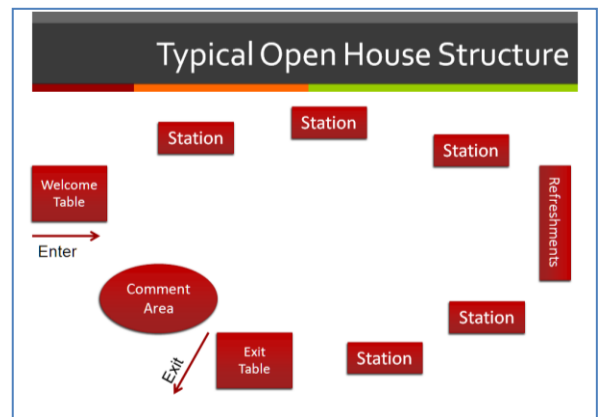 Typical Open House Structure
Station
Station
Station
Welcome
Table
Refreshments
Enter
Comment
Area
Station
Exit
Exit
Table
Station